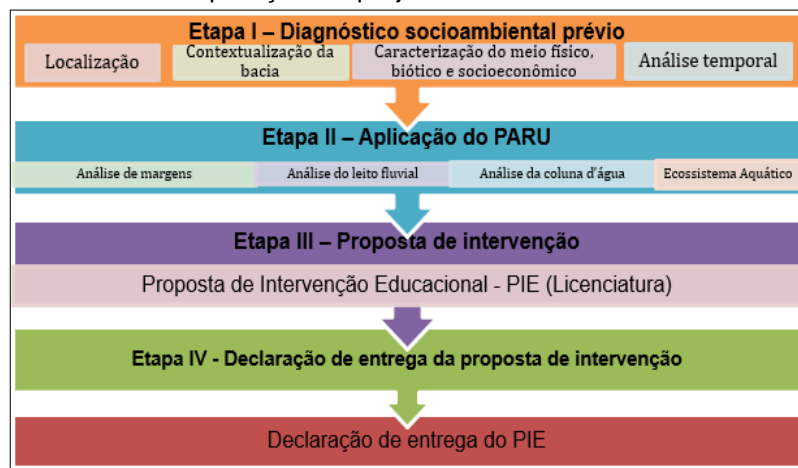 Etapa I – Diagnóstico socioambiental prévio
Localização
Contextualização da
bacia
Caracterização do meio físico,
biótico e socioeconômico
Análise temporal
Etapa II – Aplicação do PARU
Análise de margens
Análise do leito fluvial
Análise da coluna d'água
Ecossistema Aquático
Etapa III – Proposta de intervenção
Proposta de Intervenção Educacional - PIE (Licenciatura)
Etapa IV - Declaração de entrega da proposta de intervenção
Declaração de entrega do PIE